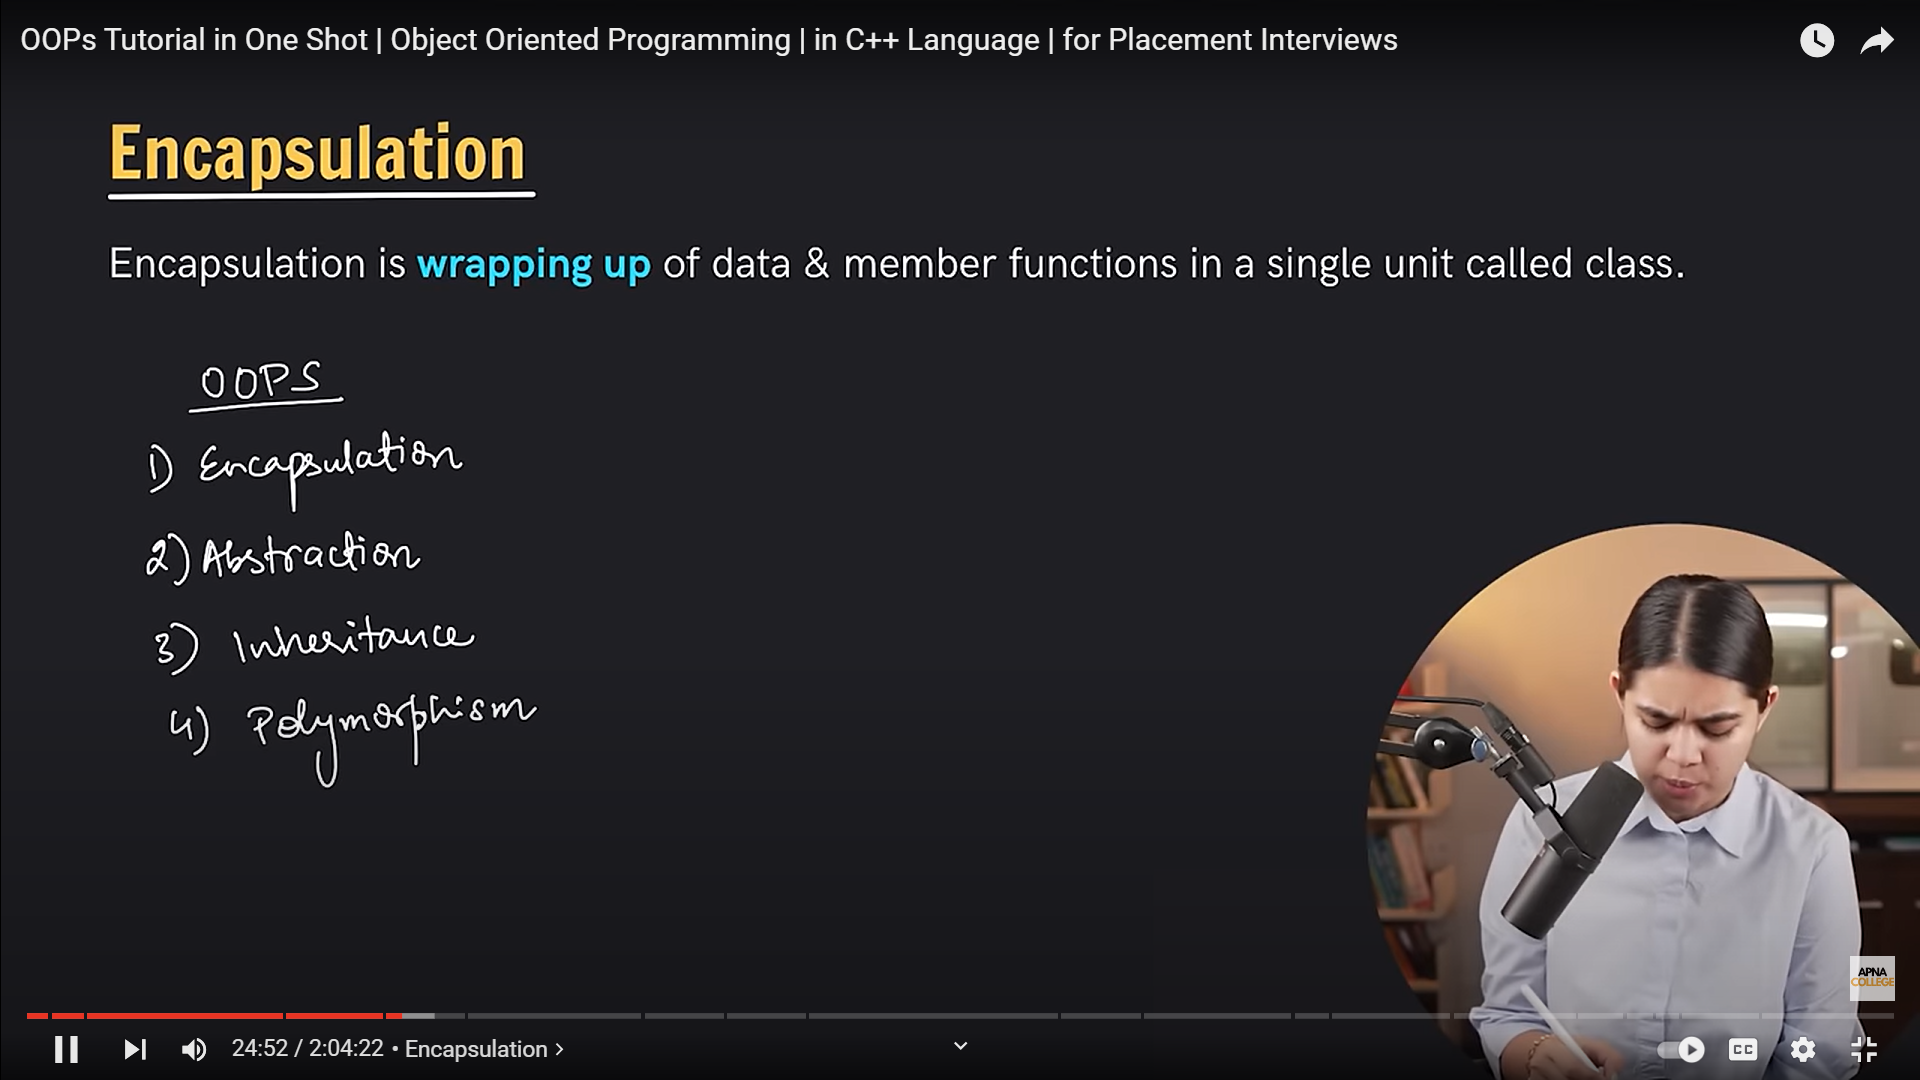 OOPs Tutorial in One Shot | Object Oriented Programming | in C++ Language | for Placement Interviews
Encapsulation
Encapsulation is wrapping up of data & member functions in a single unit called class.
OOPS
1) Encapsulation
2) Abstraction
3) Inheritance
4) Polymorphism
APNA
COLLEGE
24:52 / 2:04:22 • Encapsulation >
CC